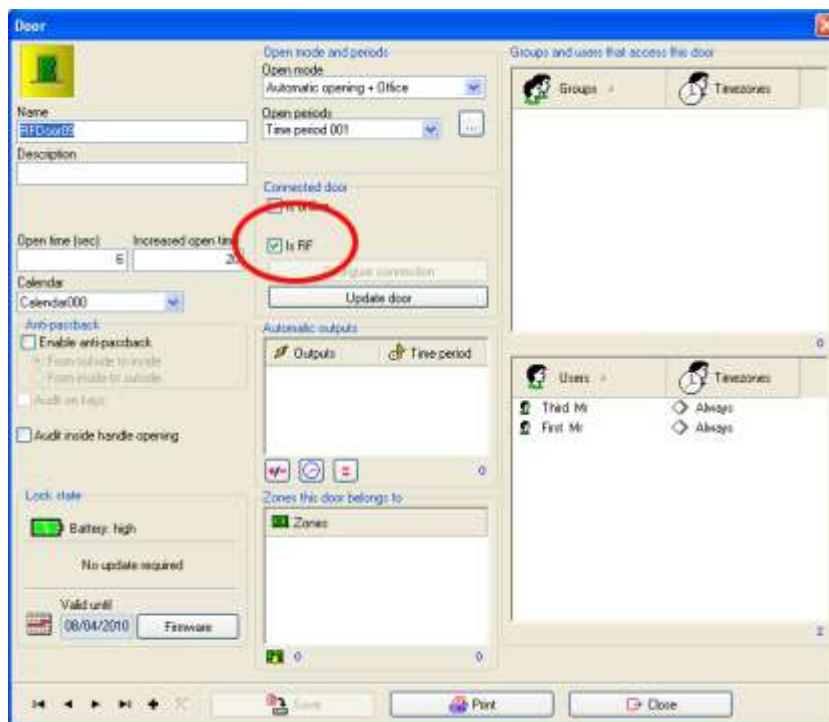 Door
Name
RFDoor09
Description
Open time (sec)
Increased open time
6
20
Calendar
Calendar000
Anti-passback
Enable anti-passback
From outside to inside
From inside to outside
Audit on keys
Audit inside handle opening
Lock state
Battery: high
No update required
Valid until
08/04/2010
Firmware
Open mode and periods
Open mode
Automatic opening + Office
Open periods
Time period 001
...
Connected door
Is online
Is RF
configure connection
Update door
Automatic outputs
Outputs
Time period
+/-
0
Zones this door belongs to
Zones
0
0
Groups and users that access this door
Groups
Timezones
0
Users
Timezones
Third Mr
Always
First Mr
Always
2
Save
Print
Close